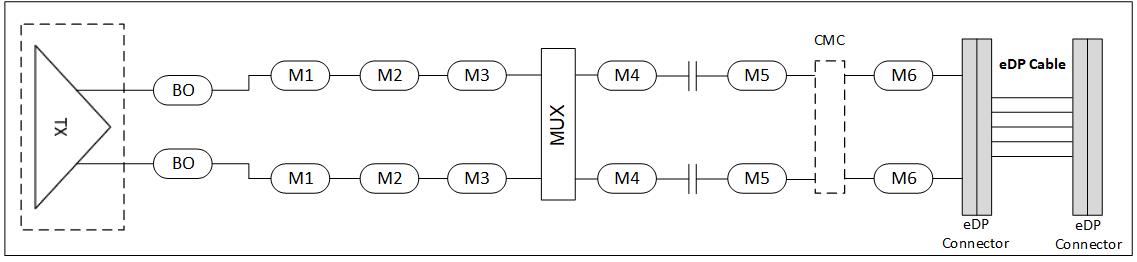 CMC
eDP Cable
BO M1 M2 M3 M4 M5 M6
TX
MUX
BO M1 M2 M3 M4 M5 M6
eDP
Connector
eDP
Connector